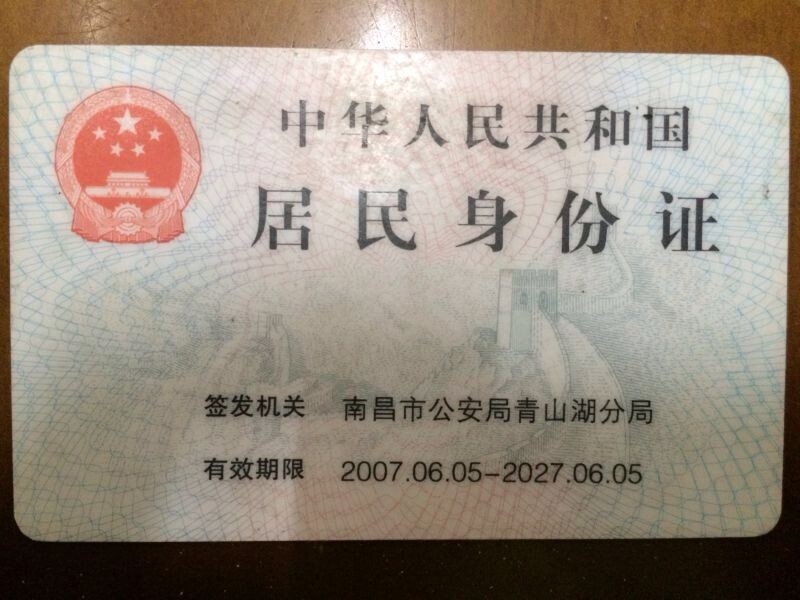 中华人民共和国
居民身份证
签发机关 南昌市公安局青山湖分局
有效期限 2007.06.05-2027.06.05